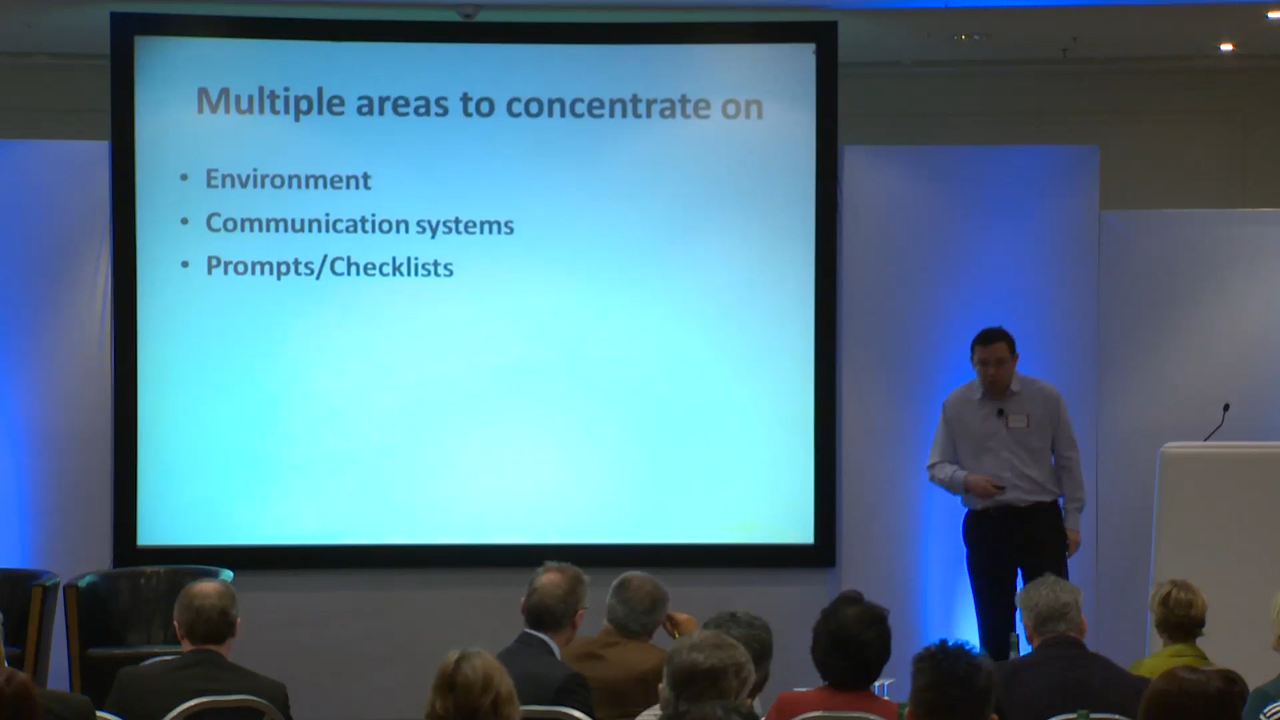 Multiple areas to concentrate on
• Environment
• Communication systems
• Prompts/Checklists